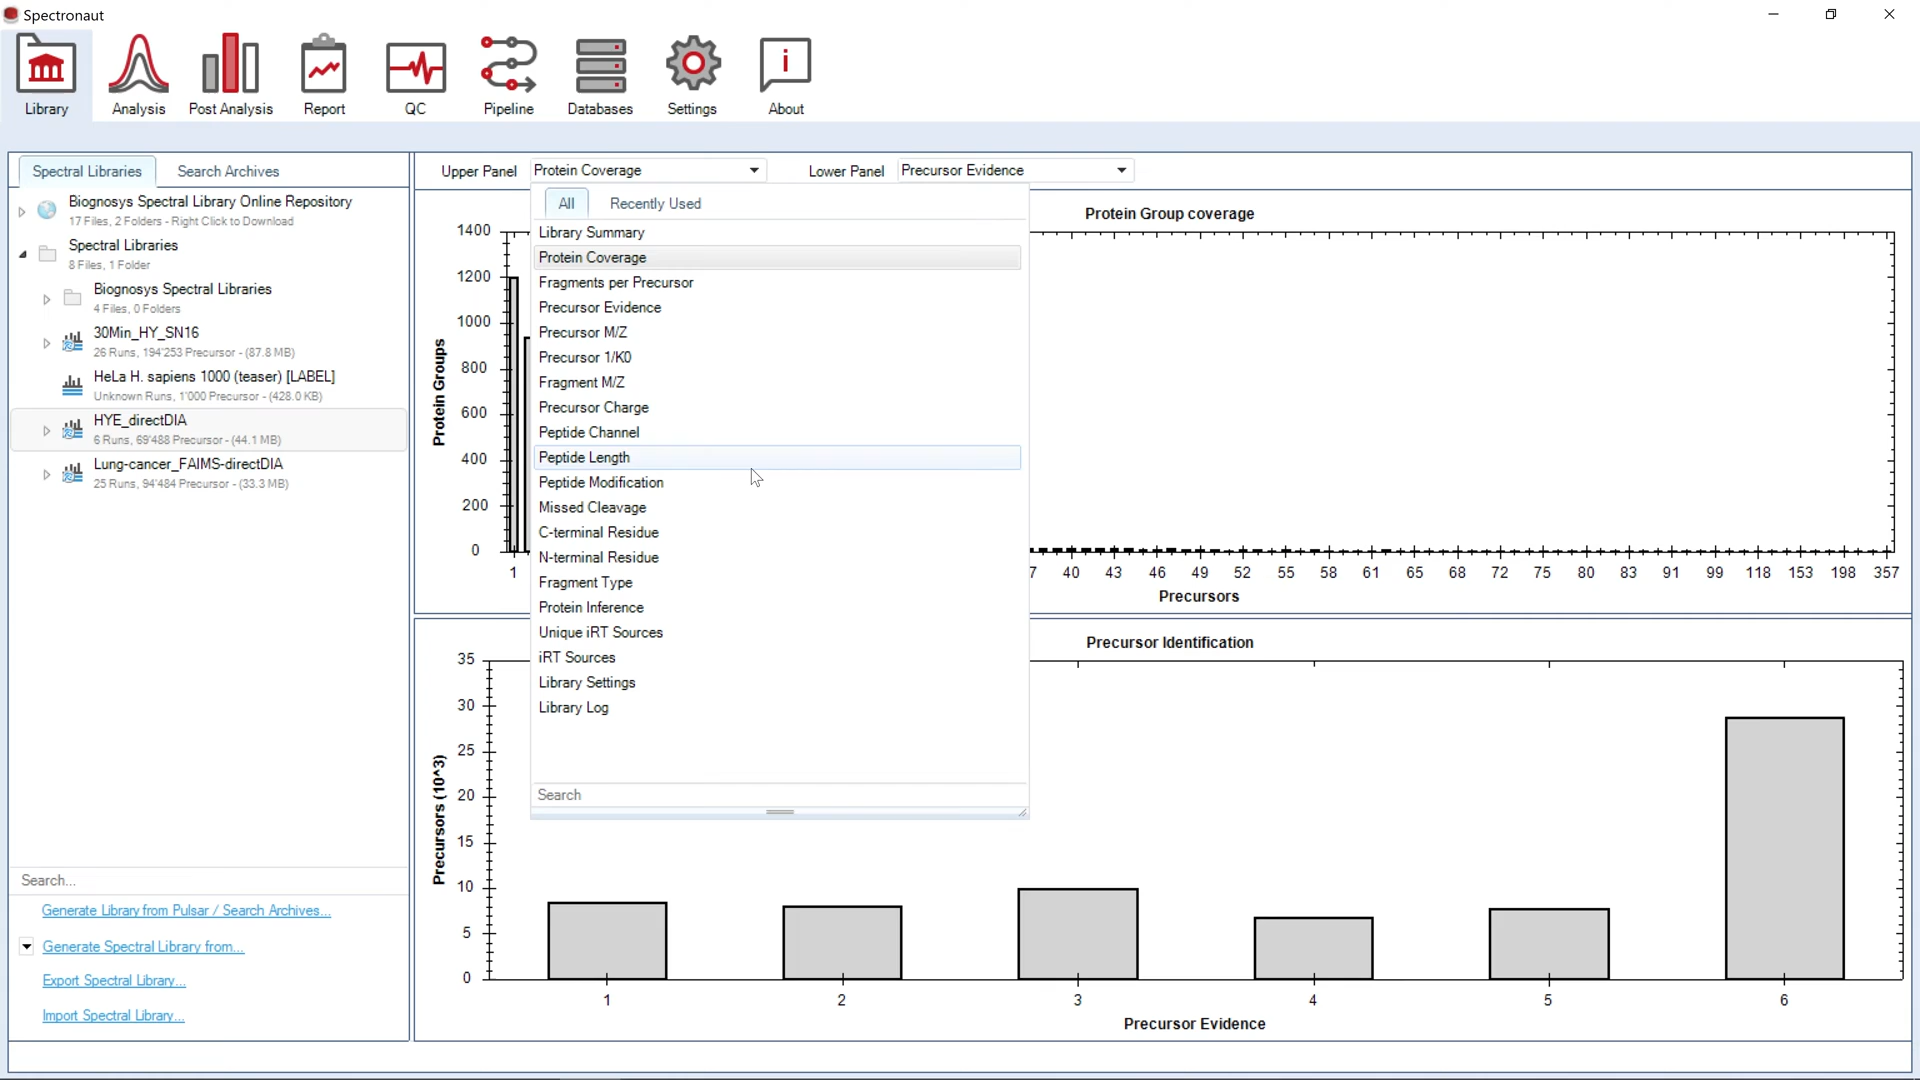 Spectronaut
Library
Analysis
Post Analysis
Report
QC
Pipeline
Databases
Settings
About
Spectral Libraries
Search Archives
Biognosys Spectral Library Online Repository
17 Files, 2 Folders - Right Click to Download
Spectral Libraries
8 Files, 1 Folder
Biognosys Spectral Libraries
4 Files, 0 Folders
30Min_HY_SN16
26 Runs, 194'253 Precursor - (87.8 MB)
HeLa H. sapiens 1000 (teaser) [LABEL]
Unknown Runs, 1'000 Precursor - (428.0 KB)
HYE_directDIA
6 Runs, 69'488 Precursor - (44.1 MB)
Lung-cancer_FAIMS-directDIA
25 Runs, 94'484 Precursor - (33.3 MB)
Search...
Generate Library from Pulsar / Search Archives...
Generate Spectral Library from...
Export Spectral Library...
Import Spectral Library...
Upper Panel
Protein Coverage
Lower Panel
Precursor Evidence
All
Recently Used
Library Summary
Protein Coverage
Fragments per Precursor
Precursor Evidence
Precursor M/Z
Precursor 1/K0
Fragment M/Z
Precursor Charge
Peptide Channel
Peptide Length
Peptide Modification
Missed Cleavage
C-terminal Residue
N-terminal Residue
Fragment Type
Protein Inference
Unique iRT Sources
iRT Sources
Library Settings
Library Log
Search
Protein Group coverage
Protein Groups
1400
1200
1000
800
600
400
200
0
1
7 40 43 46 49 52 55 58 61 65 68 72 75 80 83 91 99 118 153 198 357
Precursors
Precursor Identification
Precursors (10^3)
35
30
25
20
15
10
5
0
1 2 3 4 5 6
Precursor Evidence